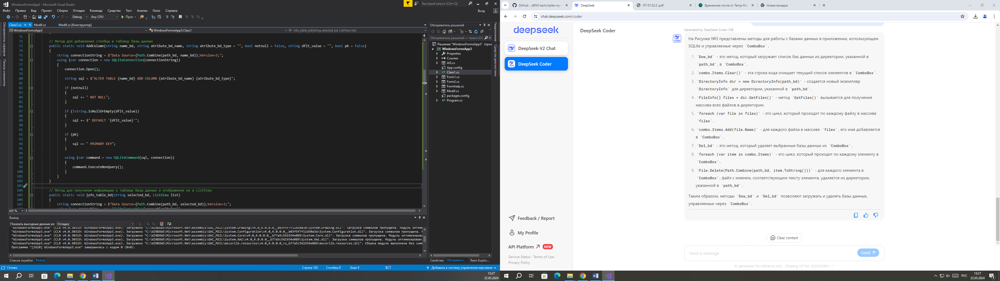 WindowsFormsApp3 - Microsoft Visual Studio
Быстрый запуск (Ctrl+Q)
Файл Правка Вид Проект Сборка Отладка Команда Средства Тест Анализ Окно Справка
Вход
Debug Any CPU Пуск
Class1.cs Modif.cs Modif.cs [Конструктор]
WindowsFormsApp3 WindowsFormsApp3.Class1 info_table_bd(string selected_bd, ListView list)
Обозреватель серверов
Панель элементов
71
72 // Метод для добавления столбца в таблицу базы данных
73 public static void AddColumn(string name_bd, string atribute_bd_name, string atribute_bd_type = "", bool notnull = false, string dflt_value = "", bool pk = false)
74 {
75 string connectionString = $"Data Source={Path.Combine(path_bd, name_bd)};Version=3;";
76 using (var connection = new SQLiteConnection(connectionString))
77 {
78 connection.Open();
79
80 string sql = $"ALTER TABLE {name_bd} ADD COLUMN {atribute_bd_name} {atribute_bd_type}";
81
82 if (notnull)
83 {
84 sql += " NOT NULL";
85 }
86
87 if (!string.IsNullOrEmpty(dflt_value))
88 {
89 sql += $" DEFAULT '{dflt_value}'";
90 }
91
92 if (pk)
93 {
94 sql += " PRIMARY KEY";
95 }
96
97 using (var command = new SQLiteCommand(sql, connection))
98 {
99 command.ExecuteNonQuery();
100 }
101 }
102 }
103
104 // Метод для получения информации о таблице базы данных и отображения ее в ListView
105 public static void info_table_bd(string selected_bd, ListView list)
106 {
107 string connectionString = $"Data Source={Path.Combine(path_bd, selected_bd)};Version=3;";
105 %
Вывод
Показать выходные данные из: Отладка
"WindowsFormsApp3.exe" (CLR v4.0.30319: WindowsFormsApp3.exe). Загружено "C:\WINDOWS\Microsoft.Net\assembly\GAC_MSIL\System.Drawing\v4.0_4.0.0.0__b03f5f7f11d50a3a\System.Drawing.dll". Загрузка символов пропущена. Модуль оптими
"WindowsFormsApp3.exe" (CLR v4.0.30319: WindowsFormsApp3.exe). Загружено "C:\WINDOWS\Microsoft.Net\assembly\GAC_MSIL\System.Configuration\v4.0_4.0.0.0__b03f5f7f11d50a3a\System.Configuration.dll". Загрузка символов пропущена. М
"WindowsFormsApp3.exe" (CLR v4.0.30319: WindowsFormsApp3.exe). Загружено "C:\WINDOWS\Microsoft.Net\assembly\GAC_MSIL\System.Core\v4.0_4.0.0.0__b77a5c561934e089\System.Core.dll". Загрузка символов пропущена. Модуль оптимизирован
"WindowsFormsApp3.exe" (CLR v4.0.30319: WindowsFormsApp3.exe). Загружено "C:\WINDOWS\Microsoft.Net\assembly\GAC_MSIL\System.Xml\v4.0_4.0.0.0__b77a5c561934e089\System.Xml.dll". Загрузка символов пропущена. Модуль оптимизирован,
"WindowsFormsApp3.exe" (CLR v4.0.30319: WindowsFormsApp3.exe). Загружено "C:\WINDOWS\Microsoft.Net\assembly\GAC_MSIL\mscorlib.resources\v4.0_4.0.0.0_ru_b77a5c561934e089\mscorlib.resources.dll". Сборка модуля выполнена без симв
Программа "[2620] WindowsFormsApp3.exe" завершилась с кодом 0 (0x0).
Список ошибок Вывод
Готово Строка 103 Столбец 9 Знак 9 ВСТ Добавить в систему управления версиями
Обозреватель решений
Обозреватель решений — поиск (Ct
Решение "WindowsFormsApp3" (прое
WindowsFormsApp3
Properties
Ссылки
AIS.cs
App.config
Class1.cs
Form1.cs
Form2.cs
Formhelp.cs
Modif.cs
packages.config
Program.cs
Свойства Обозревате... Team Explor...
Уведомления
Средства диагностики
13:27
22.05.2024
GitHub - dEN5-tech/sqlite-my-
DeepSeek
УП 01.02.2 .pdf
Временная почта от Temp-Ma
Новая вкладка
chat.deepseek.com/coder
deepseek
DeepSeek-V2 Chat
DeepSeek Coder
Feedback / Report
My Profile
API Platform NEW
Service Status · Terms of Use ·
Privacy Policy
DeepSeek Coder
Generated by DeepSeek-Coder-33B
CODE
На Рисунке №3 представлены методы для работы с базами данных в приложении, использующем
SQLite и управляемые через `ComboBox`.
1. `Dow_bd` - это метод, который загружает список баз данных из директории, указанной в
`path_bd`, в `ComboBox`.
2. `combo.Items.Clear()` - эта строка кода очищает текущий список элементов в `ComboBox`.
3. `DirectoryInfo dir = new DirectoryInfo(path_bd)` - создается новый экземпляр
`DirectoryInfo` для директории, указанной в `path_bd`.
4. `FileInfo[] files = dir.GetFiles()` - метод `GetFiles()` вызывается для получения
массива всех файлов в директории.
5. `foreach (var file in files)` - это цикл, который проходит по каждому файлу в массиве
`files`.
6. `combo.Items.Add(file.Name)` - для каждого файла в массиве `files`, его имя добавляется
в `ComboBox`.
7. `Del_bd` - это метод, который удаляет выбранные базы данных из `ComboBox`.
8. `foreach (var item in combo.Items)` - это цикл, который проходит по каждому элементу в
`ComboBox`.
9. `File.Delete(Path.Combine(path_bd, item.ToString()))` - для каждого элемента в
`ComboBox`, файл с именем, соответствующим тексту элемента, удаляется из директории,
указанной в `path_bd`.
Таким образом, методы `Dow_bd` и `Del_bd` позволяют загружать и удалять базы данных,
управляемые через `ComboBox`.
Clear context
Send a message
Send
AI-generated, for reference only · Zhejiang ICP No. 2023025841 · 1
РУС
13:27
22.05.2024